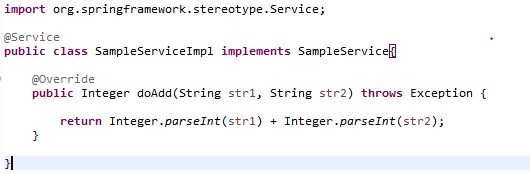 import org.springframework.stereotype.Service;
@Service
public class SampleServiceImpl implements SampleService{
@Override
public Integer doAdd(String str1, String str2) throws Exception {
return Integer.parseInt(str1) + Integer.parseInt(str2);
}
}